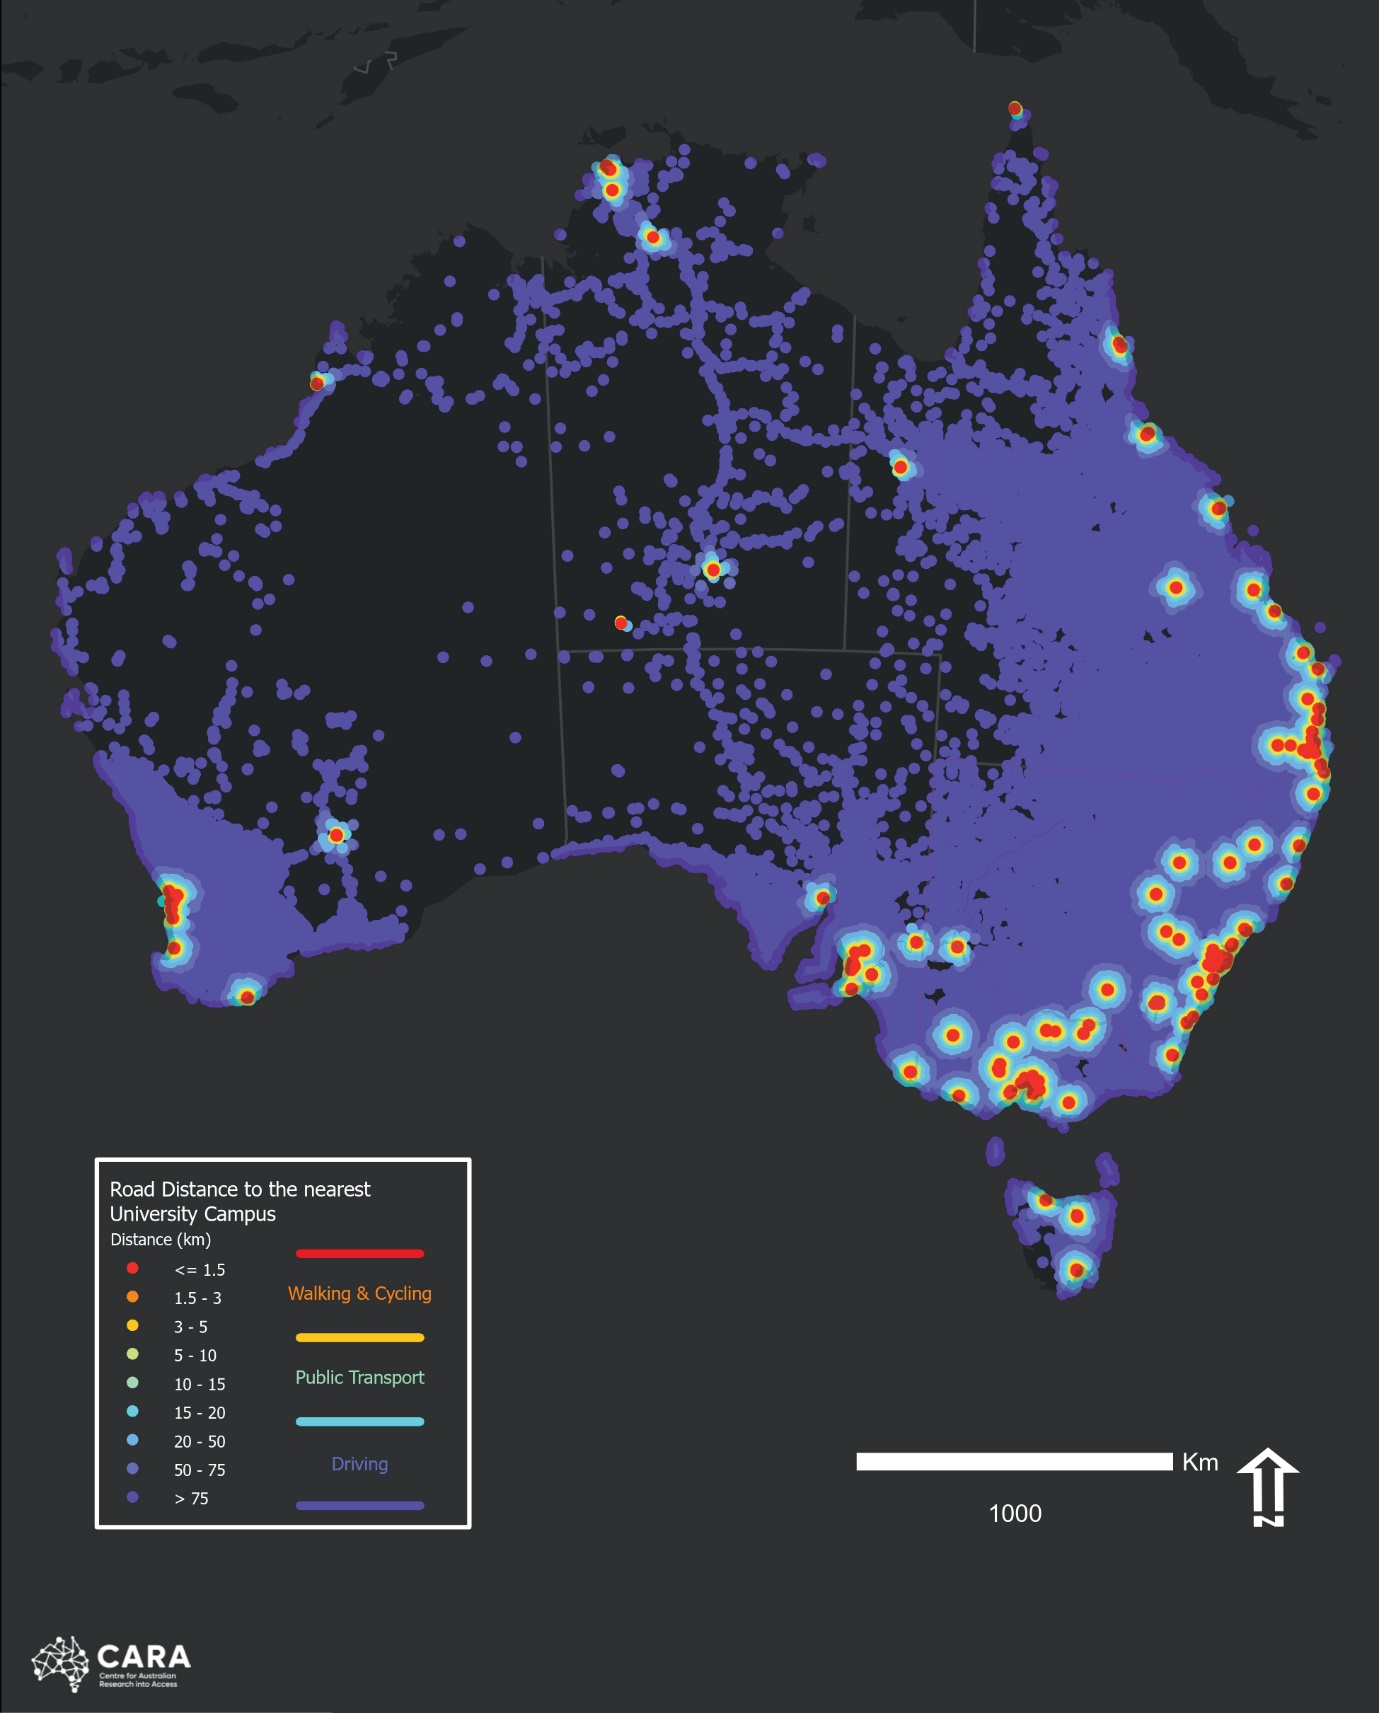 Road Distance to the nearest
University Campus
Distance (km)
<= 1.5
1.5 - 3
3 - 5
5 - 10
10 - 15
15 - 20
20 - 50
50 - 75
> 75
Walking & Cycling
Public Transport
Driving
Km
1000
N
CARA
Centre for Australian
Research into Access